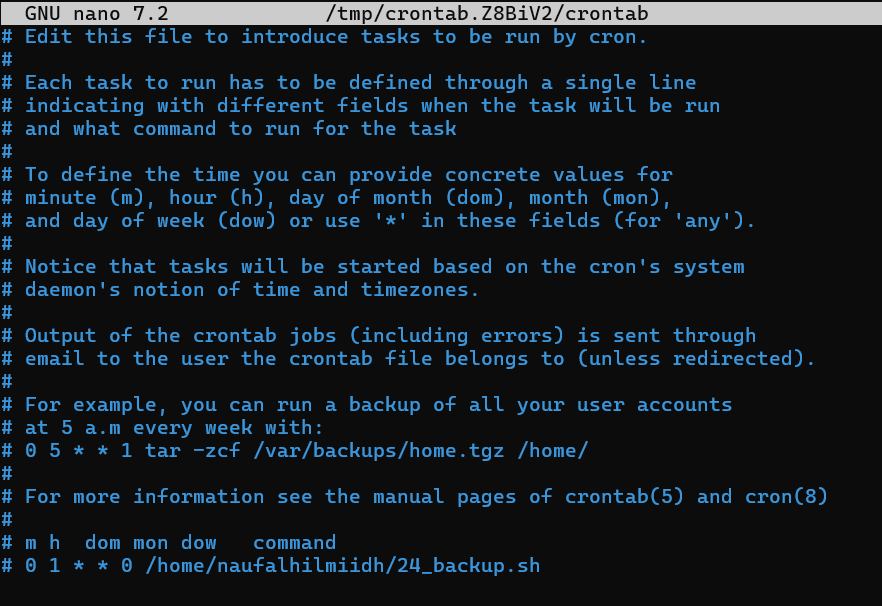 GNU nano 7.2 /tmp/crontab.Z8BiV2/crontab
# Edit this file to introduce tasks to be run by cron.
#
# Each task to run has to be defined through a single line
# indicating with different fields when the task will be run
# and what command to run for the task
#
# To define the time you can provide concrete values for
# minute (m), hour (h), day of month (dom), month (mon),
# and day of week (dow) or use '*' in these fields (for 'any').
#
# Notice that tasks will be started based on the cron's system
# daemon's notion of time and timezones.
#
# Output of the crontab jobs (including errors) is sent through
# email to the user the crontab file belongs to (unless redirected).
#
# For example, you can run a backup of all your user accounts
# at 5 a.m every week with:
# 0 5 * * 1 tar -zcf /var/backups/home.tgz /home/
#
# For more information see the manual pages of crontab(5) and cron(8)
#
# m h  dom mon dow   command
# 0 1 * * 0 /home/naufalhilmiidh/24_backup.sh